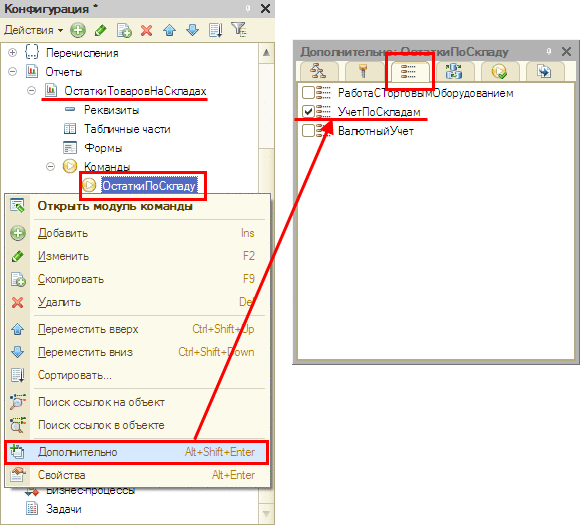 Конфигурация *
Действия
Перечисления
Отчеты
ОстаткиТоваровНаСкладах
Реквизиты
Табличные части
Формы
Команды
ОстаткиПоСкладу
Открыть модуль команды
Добавить Ins
Изменить F2
Скопировать F9
Удалить Del
Переместить вверх Ctrl+Shift+Up
Переместить вниз Ctrl+Shift+Down
Сортировать...
Поиск ссылок на объект
Поиск ссылок в объекте
Дополнительно Alt+Shift+Enter
Свойства Alt+Enter
Бизнес-процессы
Задачи
Дополнительно: ОстаткиПоСкладу
РаботаСТорговымОборудованием
УчетПоСкладам
ВалютныйУчет